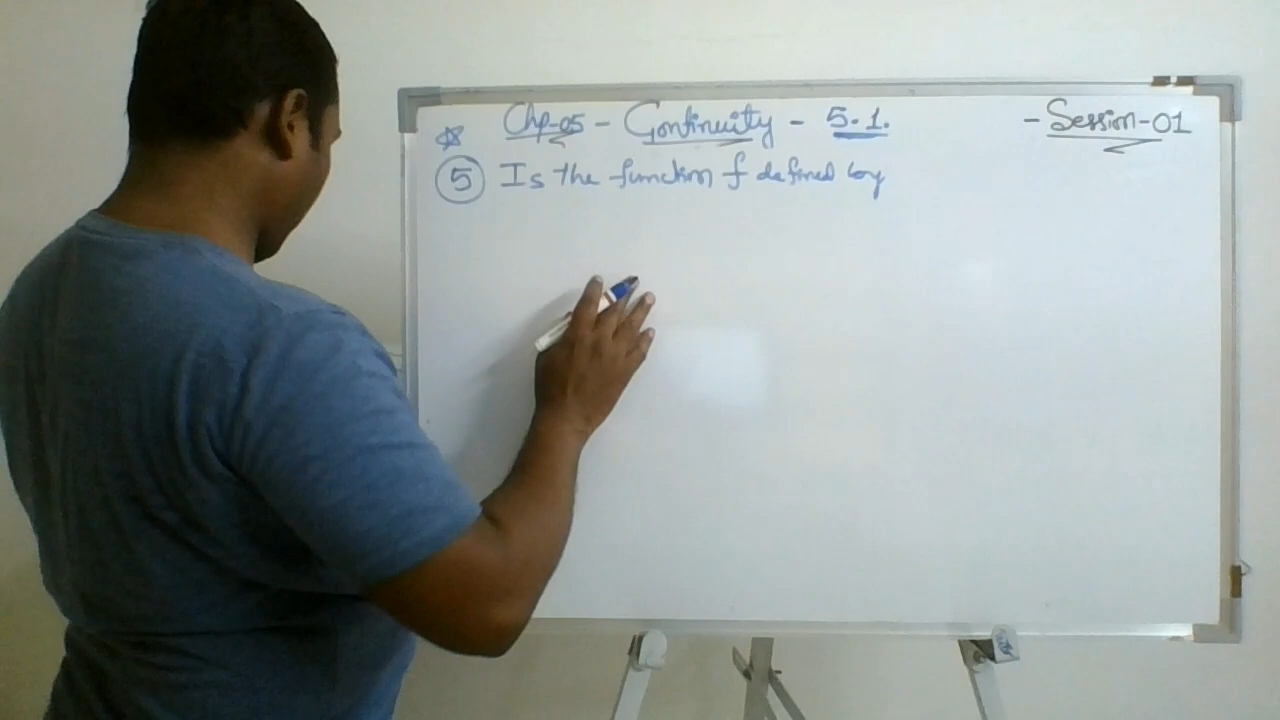 Chp-05 - Continuity - 5.1. - Session-01
5 Is the function f defined by